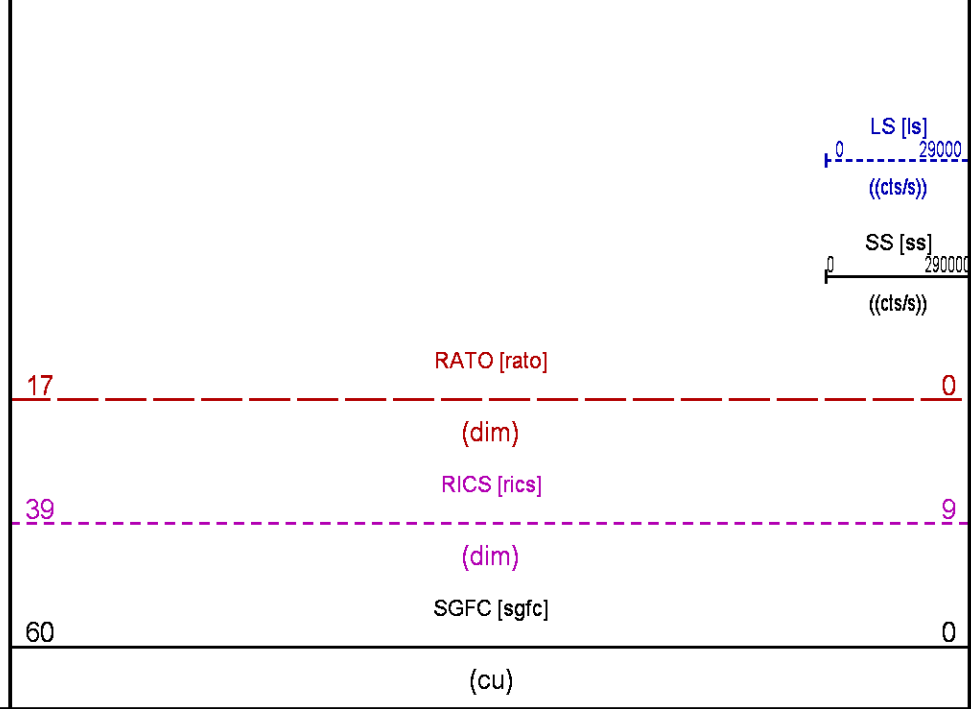 LS [ls]
0 29000
((cts/s))
SS [ss]
0 290000
((cts/s))
RATO [rato]
17 0
(dim)
RICS [rics]
39 9
(dim)
SGFC [sgfc]
60 0
(cu)